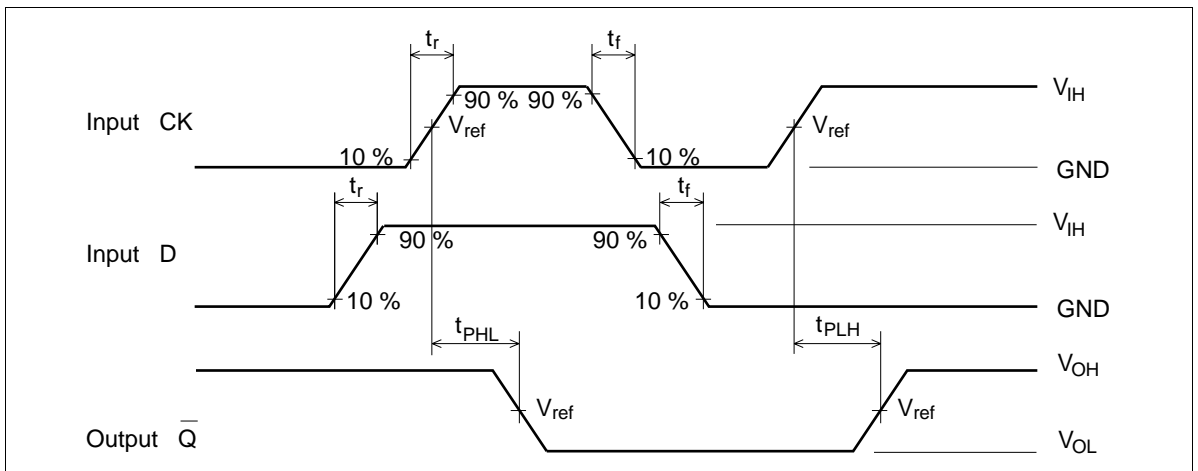 tr
tf
90 % 90 %
VIH
Input CK
Vref
Vref
10 %
10 %
GND
tr
tf
VIH
90 %
90 %
Input D
10 %
10 %
GND
tPHL
tPLH
VOH
Vref
Vref
Output Q̅
VOL